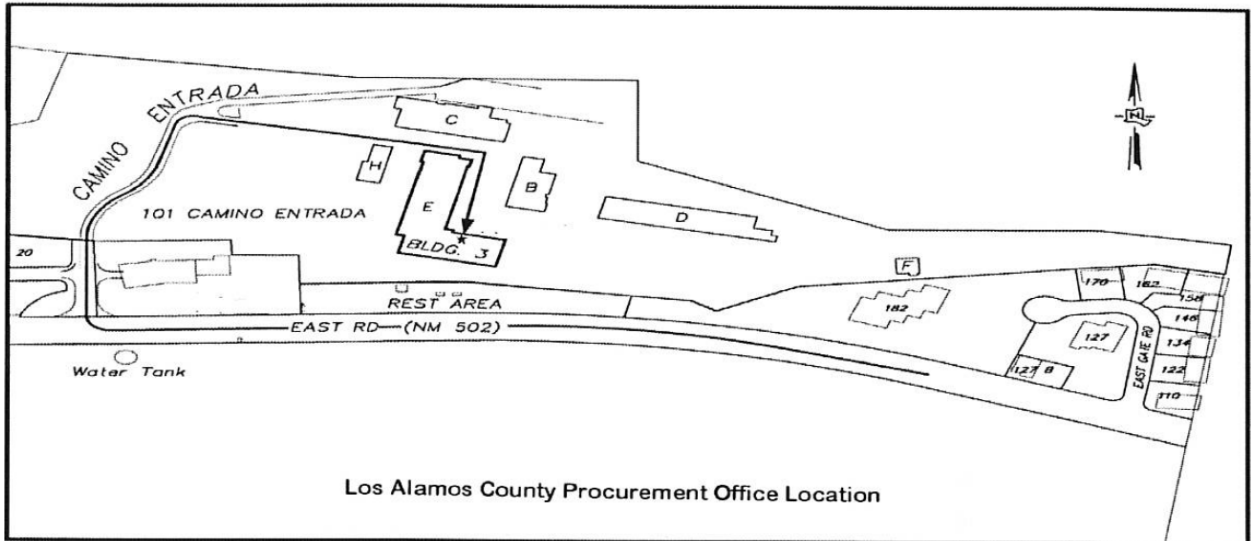 CAMINO ENTRADA
N
C
H
B
E
D
101 CAMINO ENTRADA
BLDG. 3
20
F
REST AREA
EAST RD (NM 502)
Water Tank
182
170
162
158
146
127
134
127 B
122
110
EAST GATE RD
Los Alamos County Procurement Office Location